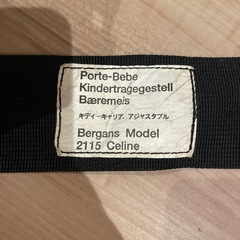 Porte-Bebe
Kindertragegestell
Bæremeis
キディーキャリア アジャスタブル
Bergans Model
2115 Celine